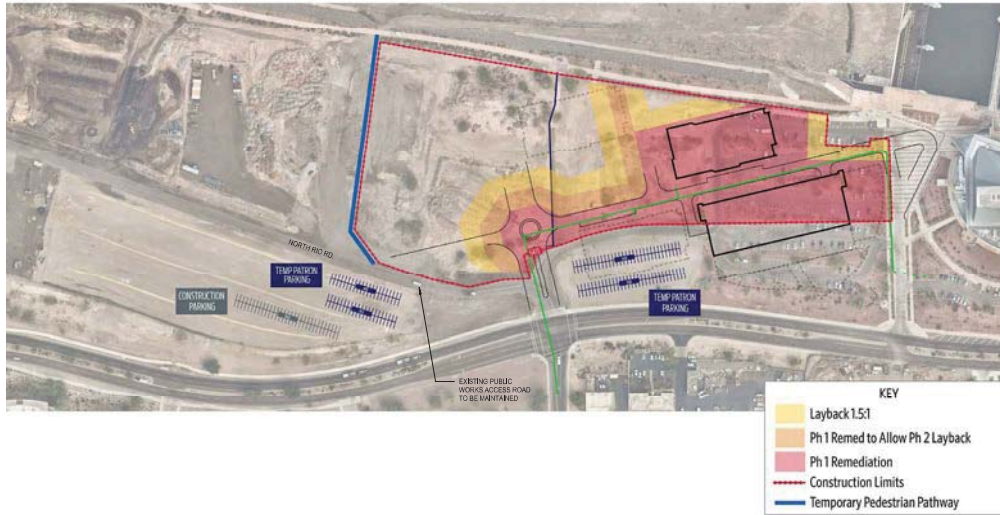 NORTH RIO RD.
TEMP PATRON
PARKING
CONSTRUCTION
PARKING
TEMP PATRON
PARKING
EXISTING PUBLIC
WORKS ACCESS ROAD
TO BE MAINTAINED
KEY
Layback 1.5:1
Ph 1 Remed to Allow Ph 2 Layback
Ph 1 Remediation
Construction Limits
Temporary Pedestrian Pathway